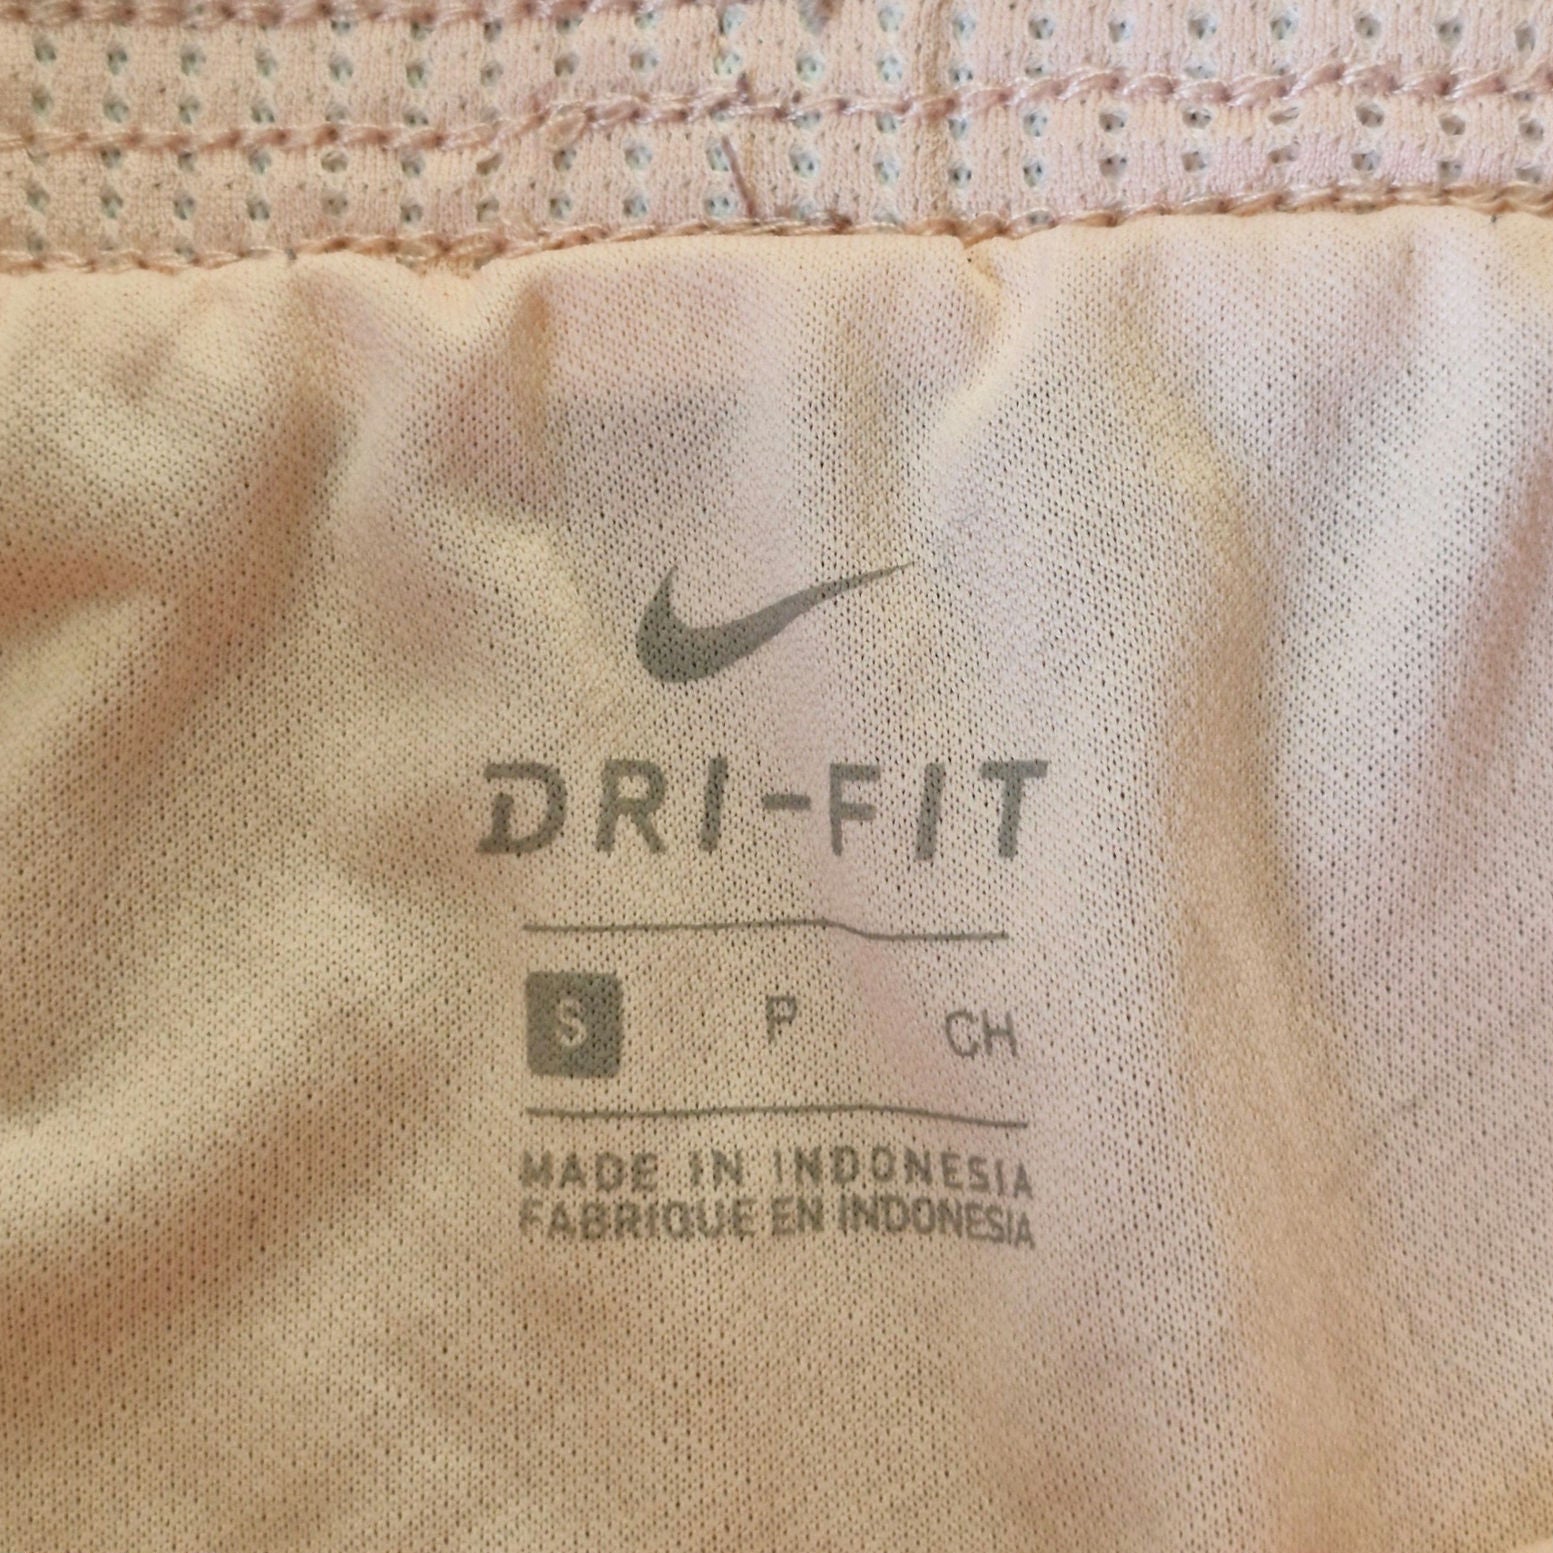 DRI-FIT
S P CH
MADE IN INDONESIA
FABRIQUE EN INDONESIA